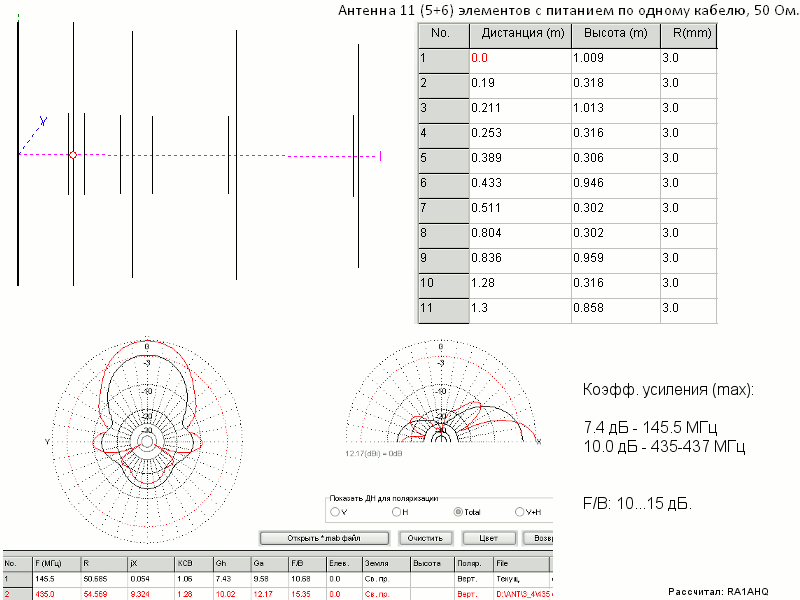 Антенна 11 (5+6) элементов с питанием по одному кабелю, 50 Ом.
No. Дистанция (m) Высота (m) R(mm)
1 0.0 1.009 3.0
2 0.19 0.318 3.0
3 0.211 1.013 3.0
4 0.253 0.316 3.0
5 0.389 0.306 3.0
6 0.433 0.946 3.0
7 0.511 0.302 3.0
8 0.804 0.302 3.0
9 0.836 0.959 3.0
10 1.28 0.316 3.0
11 1.3 0.858 3.0
Y
0
-3
-10
-20
-30
Y
-3
-10
-20
-30
X
12.17(dBi) = 0dB
Коэфф. усиления (max):
7.4 дБ - 145.5 МГц
10.0 дБ - 435-437 МГц
F/B: 10...15 дБ.
Показать ДН для поляризации
V H Total V+H
Открыть *.mab файл Очистить Цвет Возвр
No. F (МГц) R jX КСВ Gh Ga F/B Элев. Земля Высота Поляр. File
1 145.5 50.685 0.054 1.06 7.43 9.58 10.68 0.0 Св. пр. Верт. Текущ.
2 435.0 54.569 9.324 1.28 10.02 12.17 15.35 0.0 Св. пр. Верт. D:\ANT\3_4\435
Рассчитал: RA1AHQ